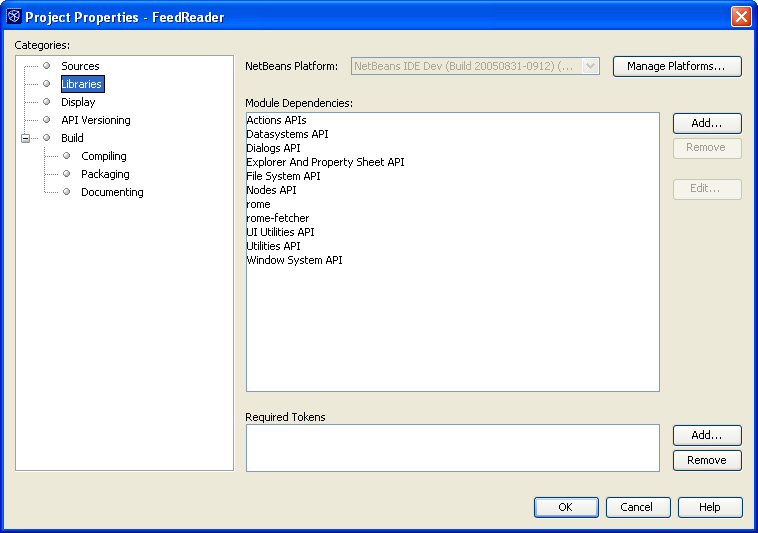 Project Properties - FeedReader
Categories:
Sources
Libraries
Display
API Versioning
Build
Compiling
Packaging
Documenting
NetBeans Platform: NetBeans IDE Dev (Build 20050831-0912) (... Manage Platforms...
Module Dependencies:
Actions APIs
Datasystems API
Dialogs API
Explorer And Property Sheet API
File System API
Nodes API
rome
rome-fetcher
UI Utilities API
Utilities API
Window System API
Add...
Remove
Edit...
Required Tokens
Add...
Remove
OK Cancel Help